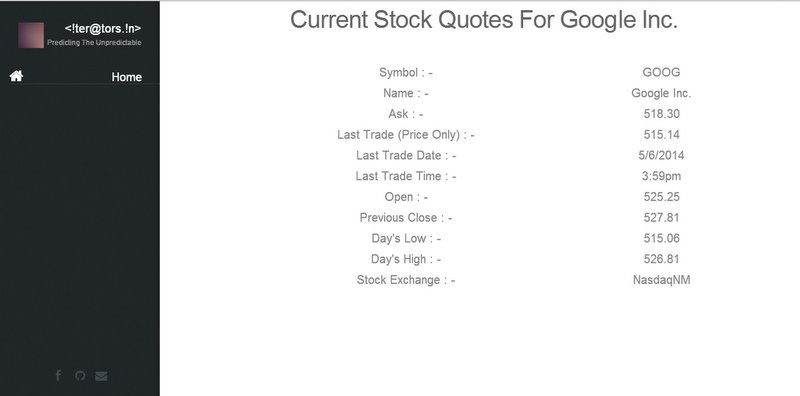 <!ter@tors.!n>
Predicting The Unpredictable
Home
Current Stock Quotes For Google Inc.
Symbol : - GOOG
Name : - Google Inc.
Ask : - 518.30
Last Trade (Price Only) : - 515.14
Last Trade Date : - 5/6/2014
Last Trade Time : - 3:59pm
Open : - 525.25
Previous Close : - 527.81
Day's Low : - 515.06
Day's High : - 526.81
Stock Exchange : - NasdaqNM